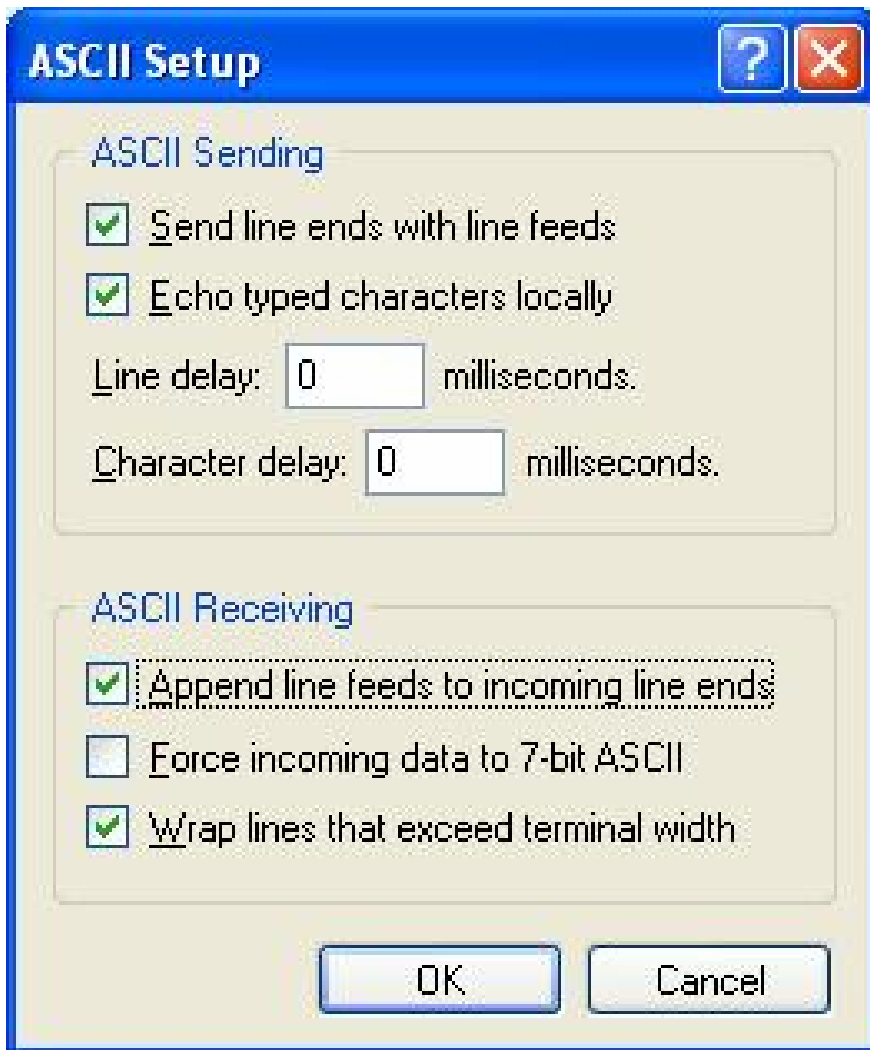 ASCII Setup
ASCII Sending
Send line ends with line feeds
Echo typed characters locally
Line delay: 0 milliseconds.
Character delay: 0 milliseconds.
ASCII Receiving
Append line feeds to incoming line ends
Force incoming data to 7-bit ASCII
Wrap lines that exceed terminal width
OK Cancel